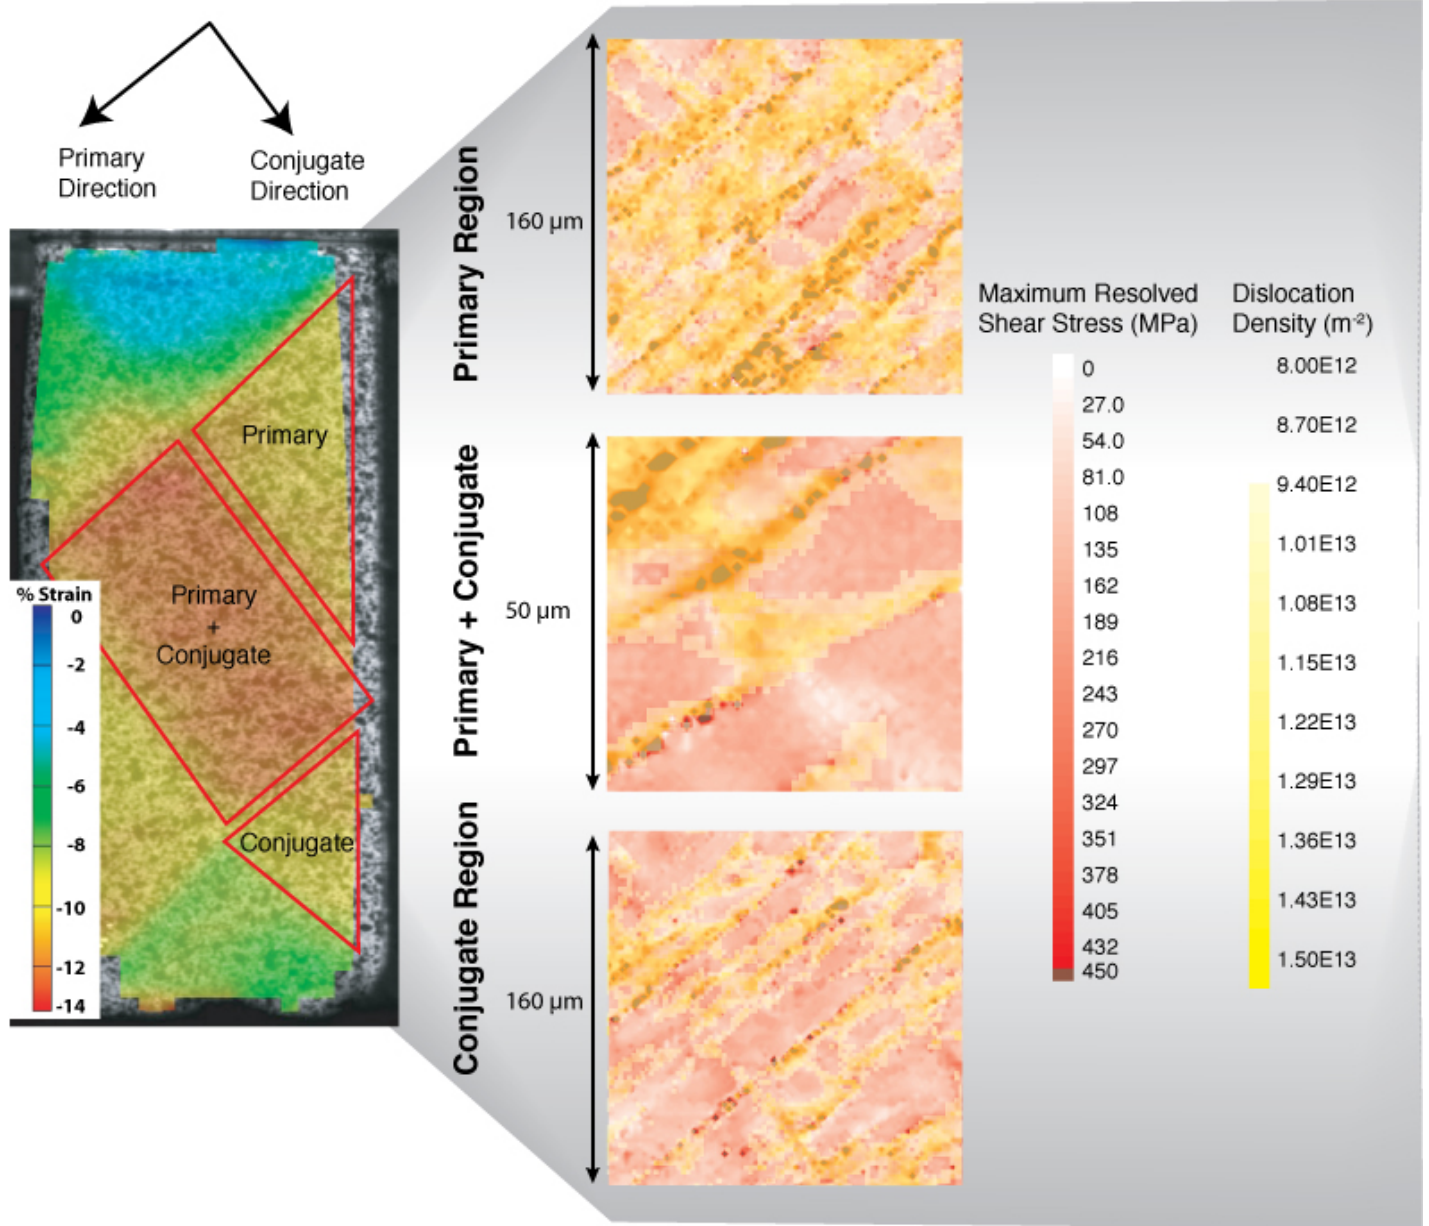 Primary
Direction
Conjugate
Direction
Primary
Primary
+
Conjugate
Conjugate
% Strain
0
-2
-4
-6
-8
-10
-12
-14
Primary Region
160 µm
Primary + Conjugate
50 µm
Conjugate Region
160 µm
Maximum Resolved
Shear Stress (MPa)
0
27.0
54.0
81.0
108
135
162
189
216
243
270
297
324
351
378
405
432
450
Dislocation
Density (m⁻²)
8.00E12
8.70E12
9.40E12
1.01E13
1.08E13
1.15E13
1.22E13
1.29E13
1.36E13
1.43E13
1.50E13